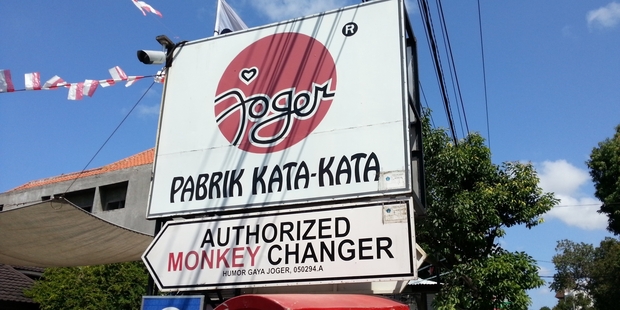 ®
Joger
PABRIK KATA-KATA
AUTHORIZED
MONKEY CHANGER
HUMOR GAYA JOGER, 050294.A